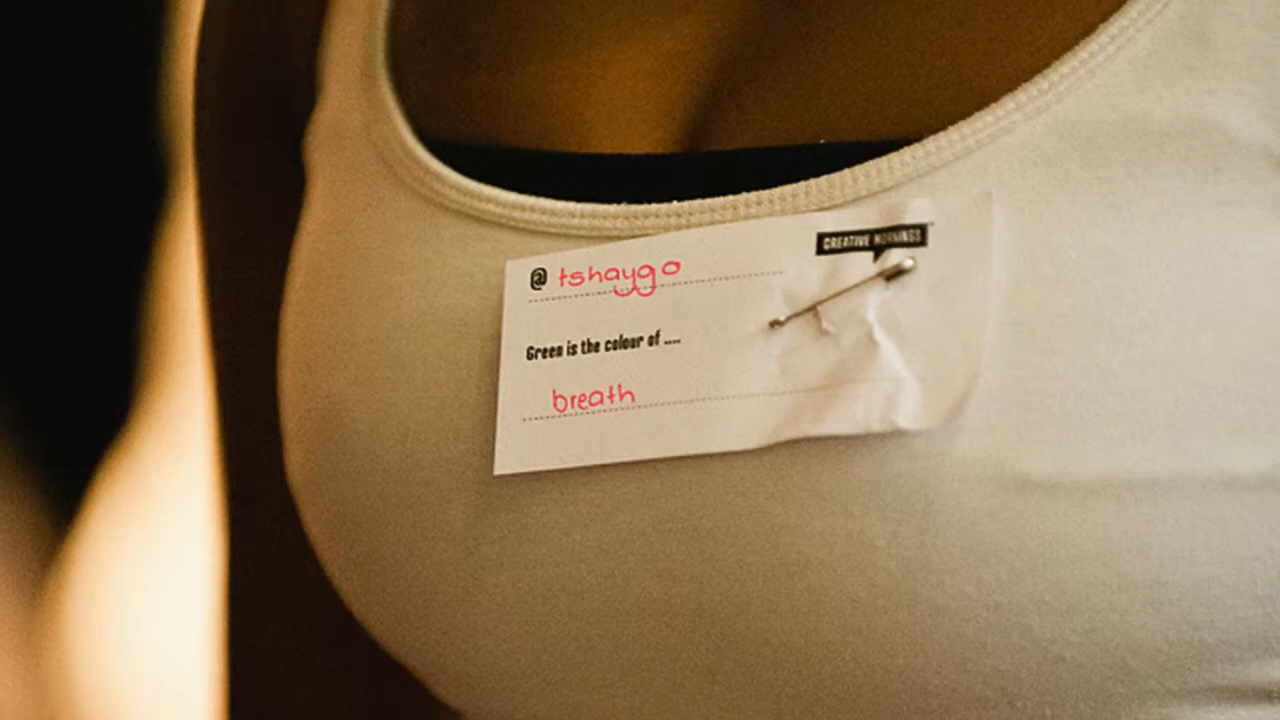 CREATIVE MORNINGS
@ tshaygo
Green is the colour of ....
breath